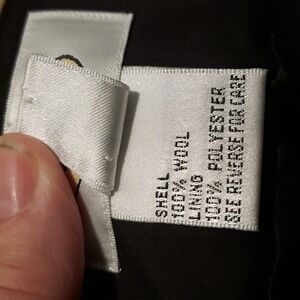 SHELL
100% WOOL
LINING
100% POLYESTER
SEE REVERSE FOR CARE